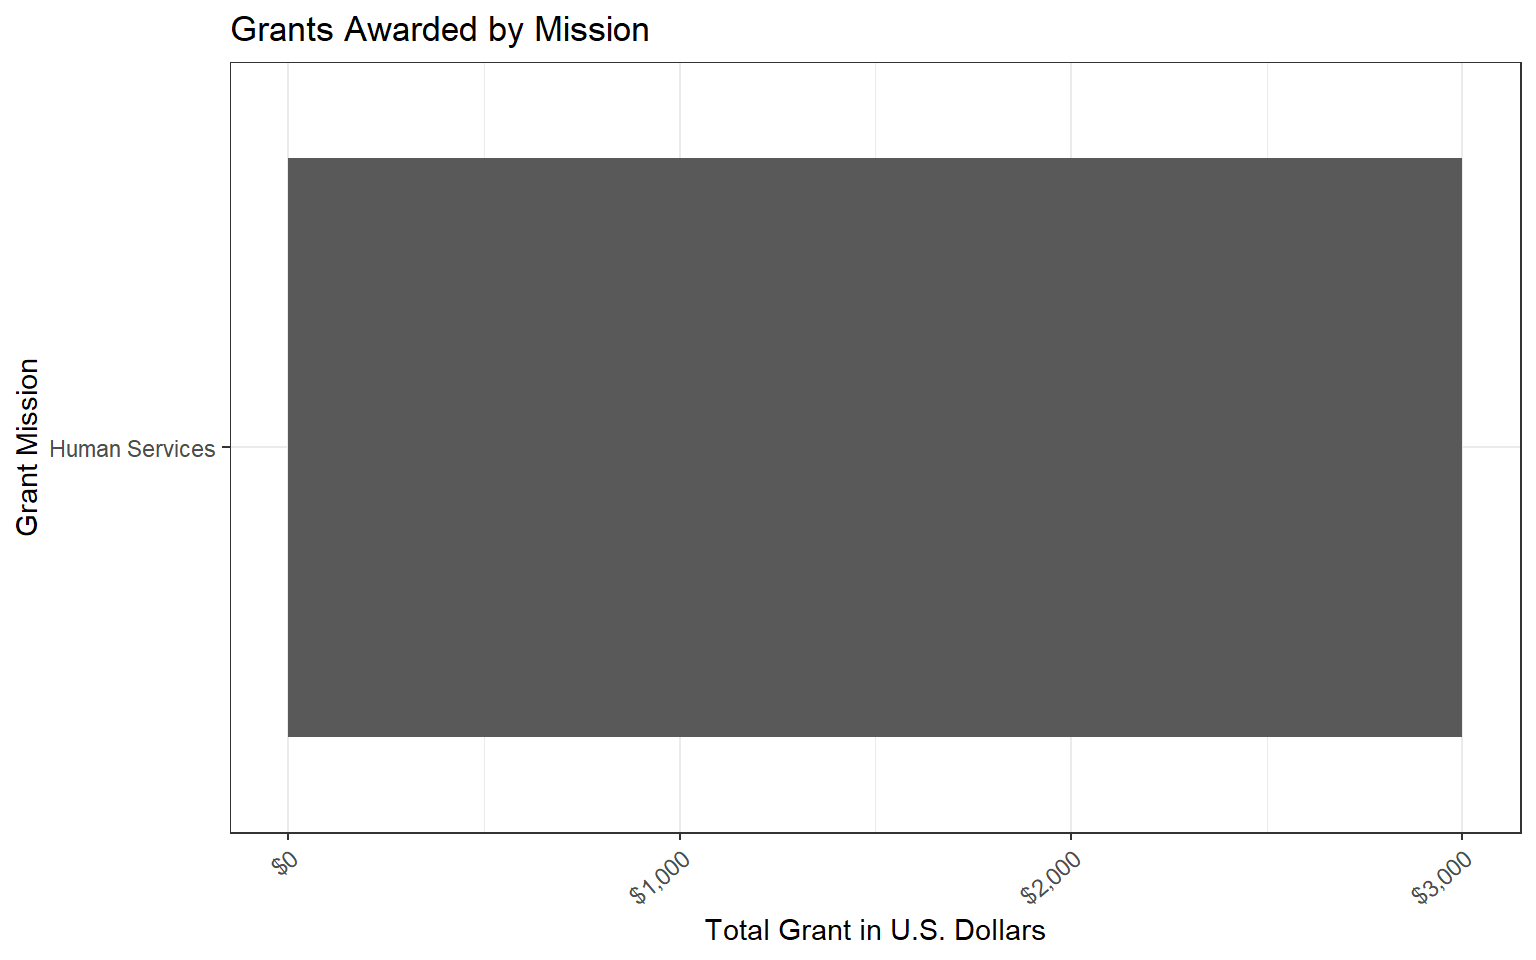 Grants Awarded by Mission
Grant Mission
Human Services
$0
$1,000
$2,000
$3,000
Total Grant in U.S. Dollars